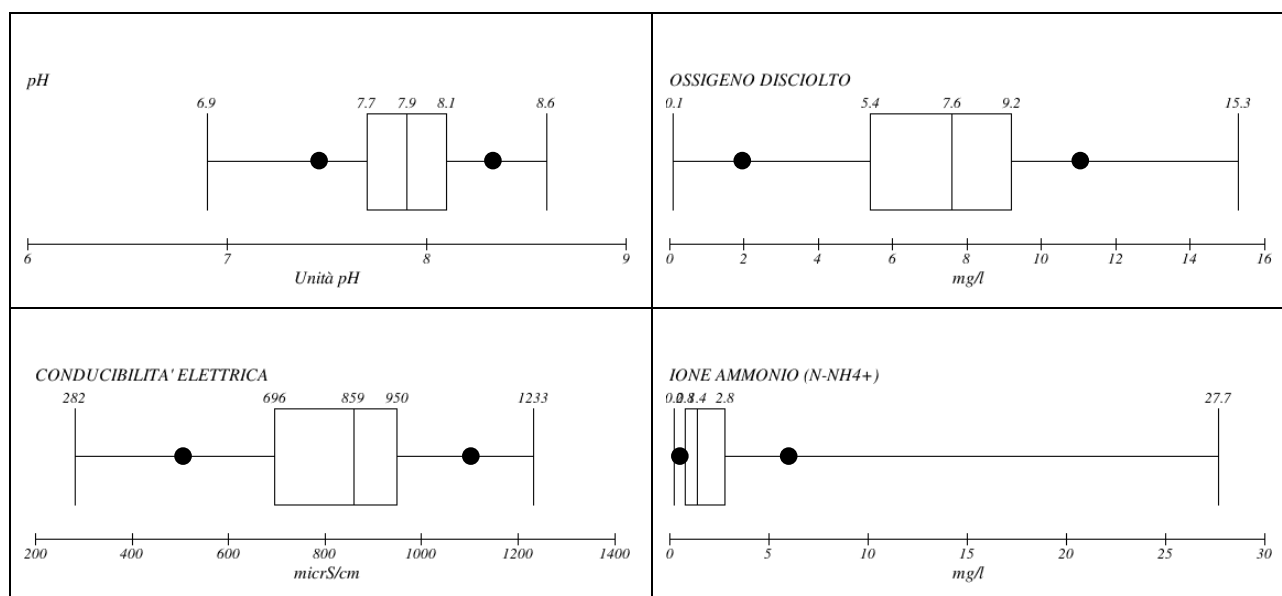 pH
6.9 7.7 7.9 8.1 8.6
6 7 8 9
Unità pH
OSSIGENO DISCIOLTO
0.1 5.4 7.6 9.2 15.3
0 2 4 6 8 10 12 14 16
mg/l
CONDUCIBILITA' ELETTRICA
282 696 859 950 1233
200 400 600 800 1000 1200 1400
micrS/cm
IONE AMMONIO (N-NH4+)
2.8 27.7
0 5 10 15 20 25 30
mg/l